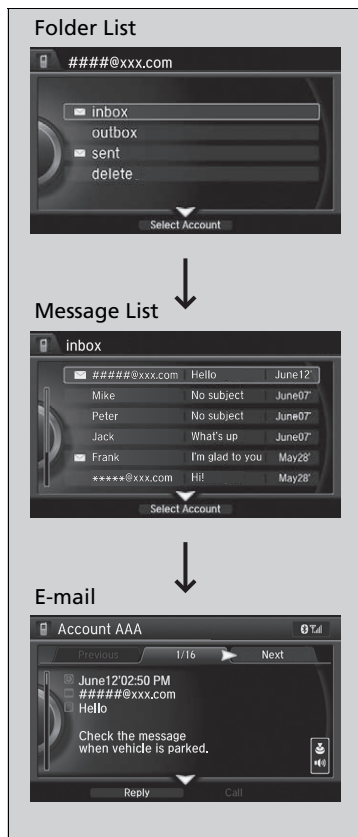 Folder List
####@xxx.com
inbox
outbox
sent
delete
Select Account
Message List
inbox
#####@xxx.com Hello June12'
Mike No subject June07'
Peter No subject June07'
Jack What's up June07'
Frank I'm glad to you May28'
*****@xxx.com Hi! May28'
Select Account
E-mail
Account AAA
Previous 1/16 Next
June12'02:50 PM
#####@xxx.com
Hello
Check the message
when vehicle is parked.
Reply Call